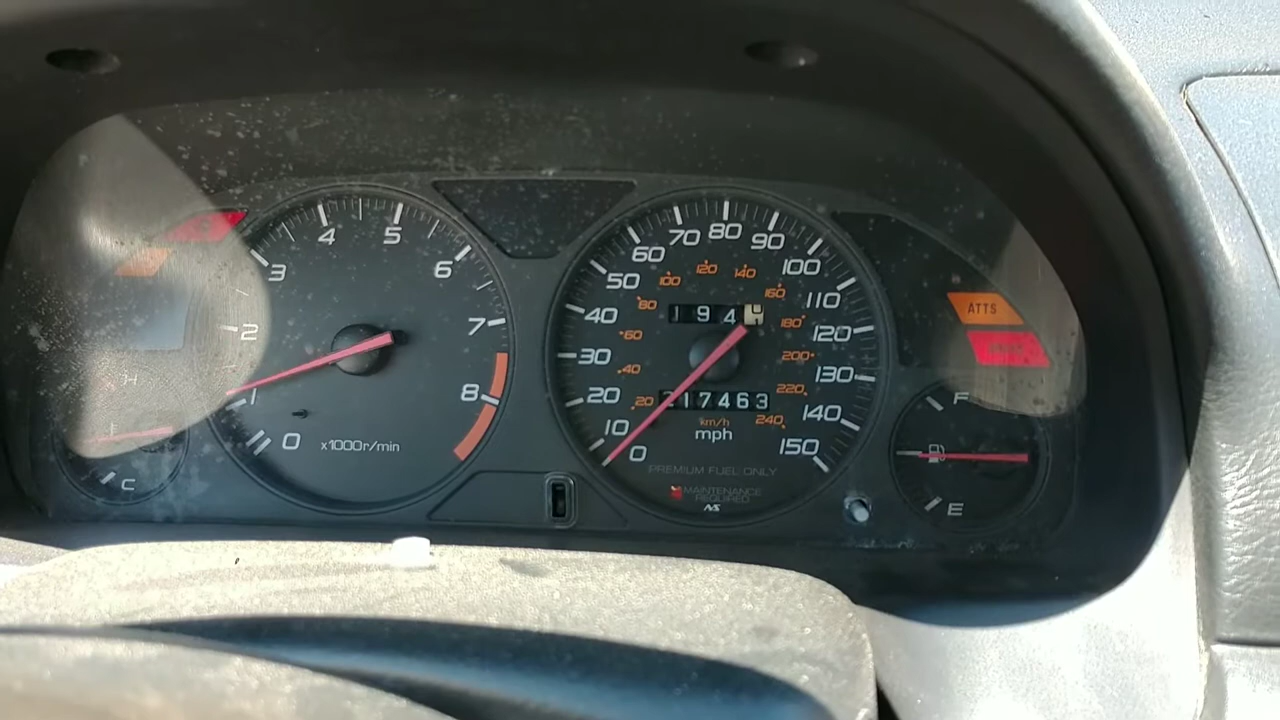 4 5
3 6
2 7
1 8
0 x1000r/min
60 70 80 90
50 100
40 110
30 120
20 130
10 140
0 150
100 120 140
80 160
60 180
40 200
20 220
240
194
17463
km/h
mph
PREMIUM FUEL ONLY
MAINTENANCE
REQUIRED
ATTS
H
C
F
E